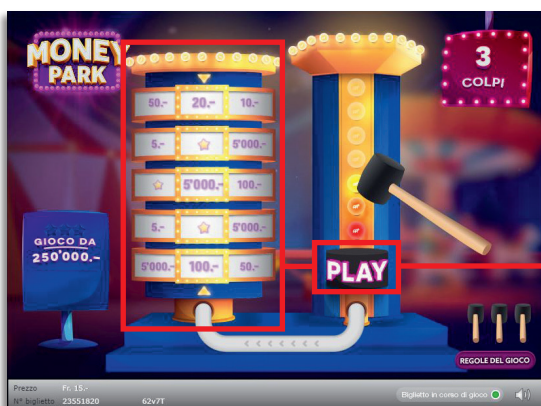 MONEY
PARK
3
COLPI
50.- 20.- 10.-
5.- 5'000.-
5'000.- 100.-
5.- 5'000.-
5'000.- 100.- 50.-
GIOCO DA
250'000.-
PLAY
REGOLE DEL GIOCO
Prezzo Fr. 15.-
N° biglietto 23551820 62v7T
Biglietto in corso di gioco